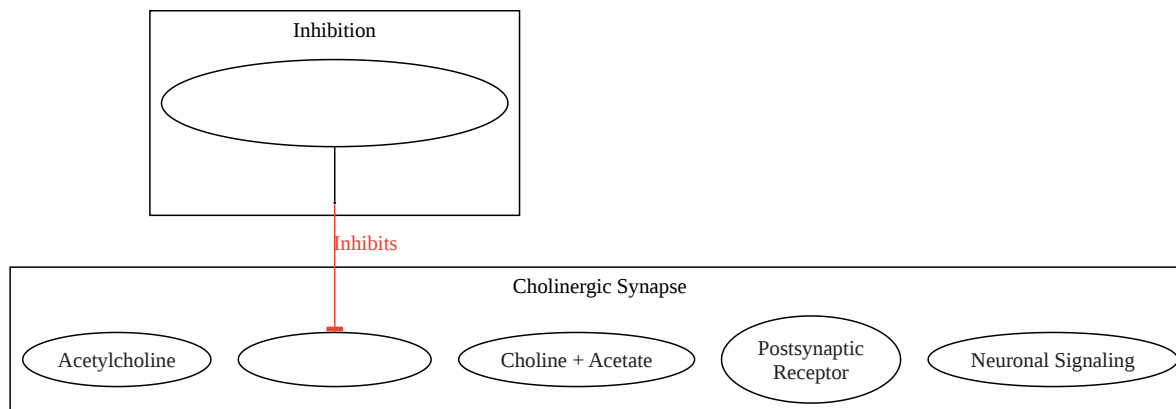 Inhibition
Inhibits
Cholinergic Synapse
Acetylcholine
Choline + Acetate
Postsynaptic
Receptor
Neuronal Signaling